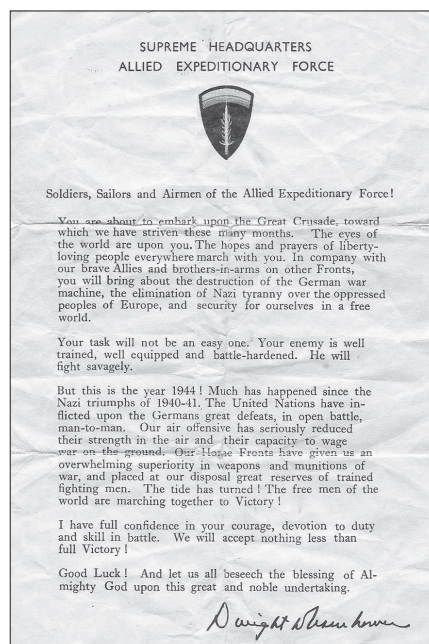 SUPREME HEADQUARTERS
ALLIED EXPEDITIONARY FORCE
Soldiers, Sailors and Airmen of the Allied Expeditionary Force!
You are about to embark upon the Great Crusade, toward
which we have striven these many months. The eyes of
the world are upon you. The hopes and prayers of liberty-
loving people everywhere march with you. In company with
our brave Allies and brothers-in-arms on other Fronts,
you will bring about the destruction of the German war
machine, the elimination of Nazi tyranny over the oppressed
peoples of Europe, and security for ourselves in a free
world.
Your task will not be an easy one. Your enemy is well
trained, well equipped and battle-hardened. He will
fight savagely.
But this is the year 1944! Much has happened since the
Nazi triumphs of 1940-41. The United Nations have in-
flicted upon the Germans great defeats, in open battle,
man-to-man. Our air offensive has seriously reduced
their strength in the air and their capacity to wage
war on the ground. Our Home Fronts have given us an
overwhelming superiority in weapons and munitions of
war, and placed at our disposal great reserves of trained
fighting men. The tide has turned! The free men of the
world are marching together to Victory!
I have full confidence in your courage, devotion to duty
and skill in battle. We will accept nothing less than
full Victory!
Good Luck! And let us all beseech the blessing of Al-
mighty God upon this great and noble undertaking.
Dwight D Eisenhower